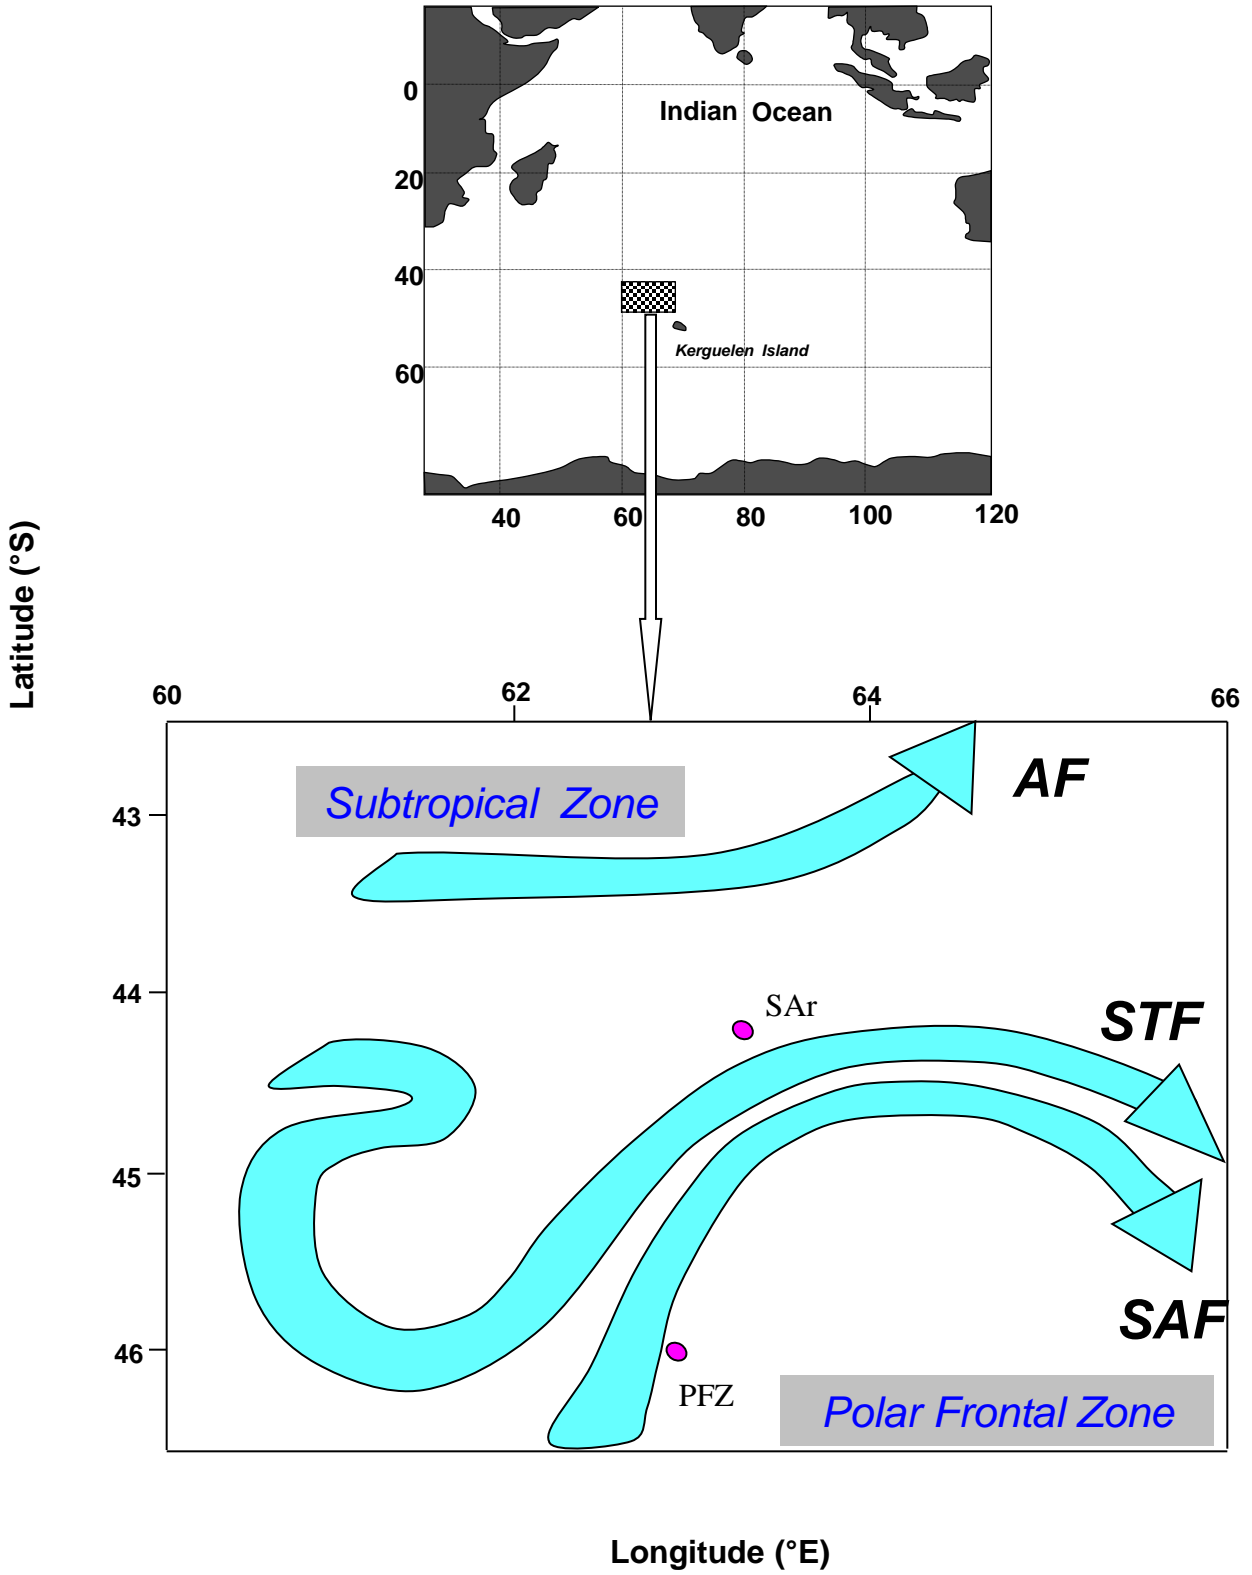 Indian Ocean
0
20
40
60
Kerguelen Island
40
60
80
100
120
Latitude (°S)
60
62
64
66
AF
Subtropical Zone
43
44
SAr
STF
45
SAF
46
PFZ
Polar Frontal Zone
Longitude (°E)